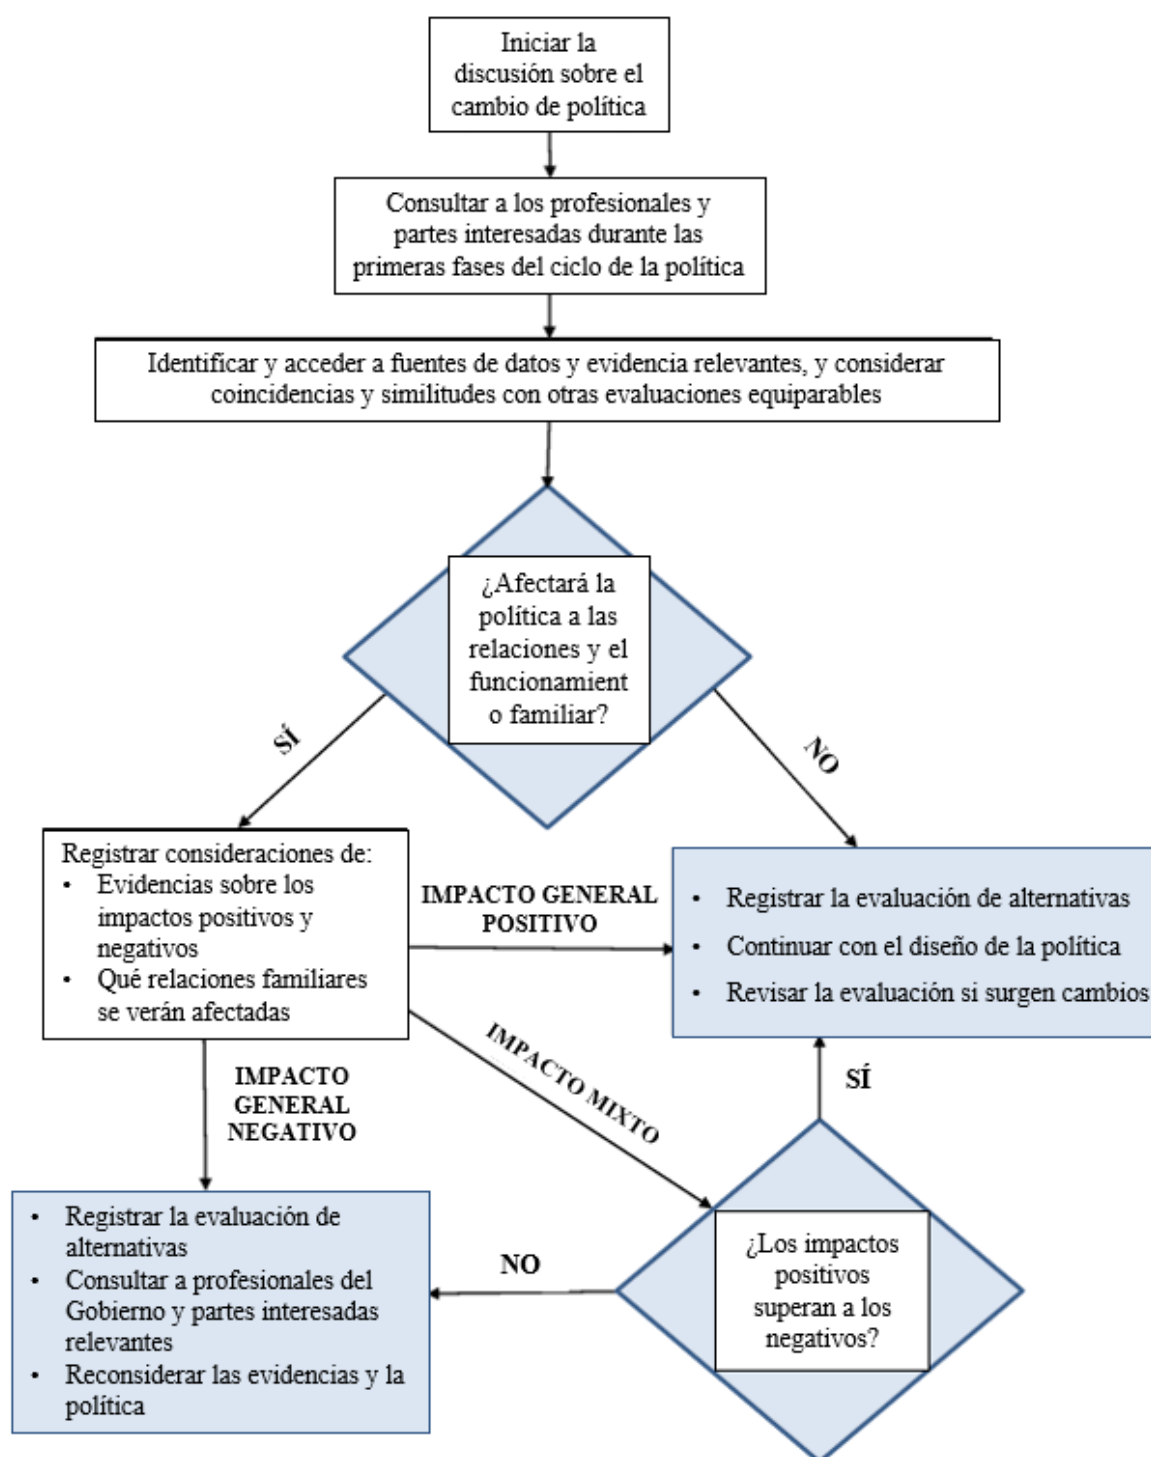 Iniciar la
discusión sobre el
cambio de política
Consultar a los profesionales y
partes interesadas durante las
primeras fases del ciclo de la política
Identificar y acceder a fuentes de datos y evidencia relevantes, y considerar
coincidencias y similitudes con otras evaluaciones equiparables
¿Afectará la
política a las
relaciones y el
funcionamient
o familiar?
SÍ
NO
Registrar consideraciones de:
• Evidencias sobre los
impactos positivos y
negativos
• Qué relaciones familiares
se verán afectadas
IMPACTO GENERAL
POSITIVO
• Registrar la evaluación de alternativas
• Continuar con el diseño de la política
• Revisar la evaluación si surgen cambios
IMPACTO
GENERAL
NEGATIVO
IMPACTO MIXTO
SÍ
• Registrar la evaluación de
alternativas
• Consultar a profesionales del
Gobierno y partes interesadas
relevantes
• Reconsiderar las evidencias y la
política
NO
¿Los impactos
positivos
superan a los
negativos?